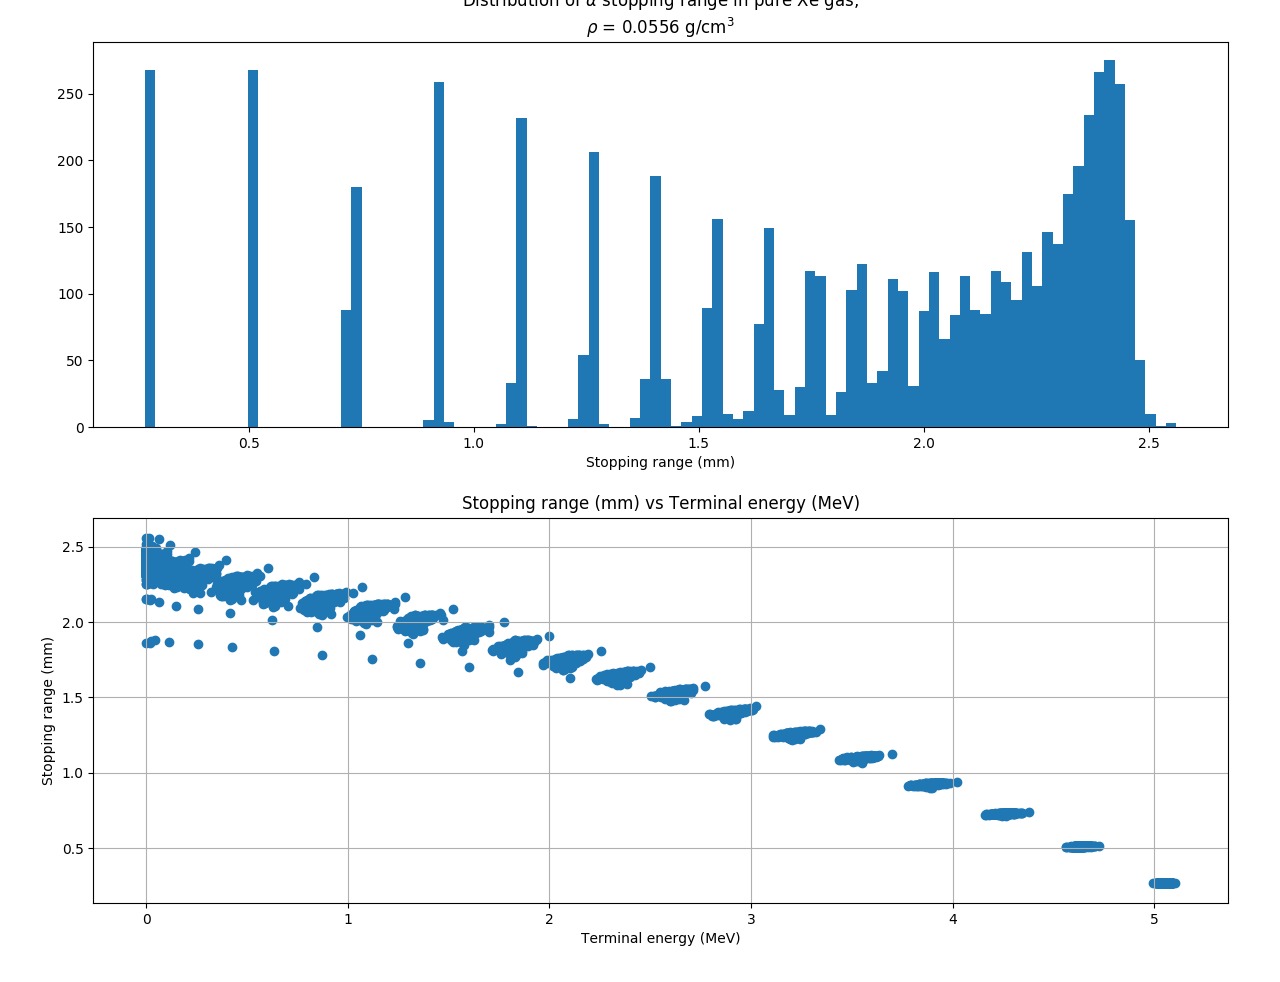 Distribution of α stopping range in pure Xe gas,
ρ = 0.0556 g/cm³
250
200
150
100
50
0
0.5 1.0 1.5 2.0 2.5
Stopping range (mm)
Stopping range (mm) vs Terminal energy (MeV)
Stopping range (mm)
2.5
2.0
1.5
1.0
0.5
0 1 2 3 4 5
Terminal energy (MeV)